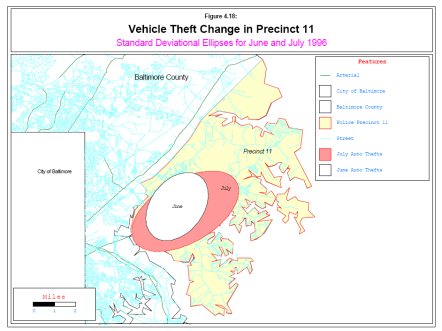 Figure 4.18:
Vehicle Theft Change in Precinct 11
Standard Deviational Ellipses for June and July 1996
Baltimore County
City of Baltimore
Precinct 11
July
June
Features
Arterial
City of Baltimore
Baltimore County
Police Precinct 11
Street
July Auto Thefts
June Auto Thefts
Miles
0 1 2